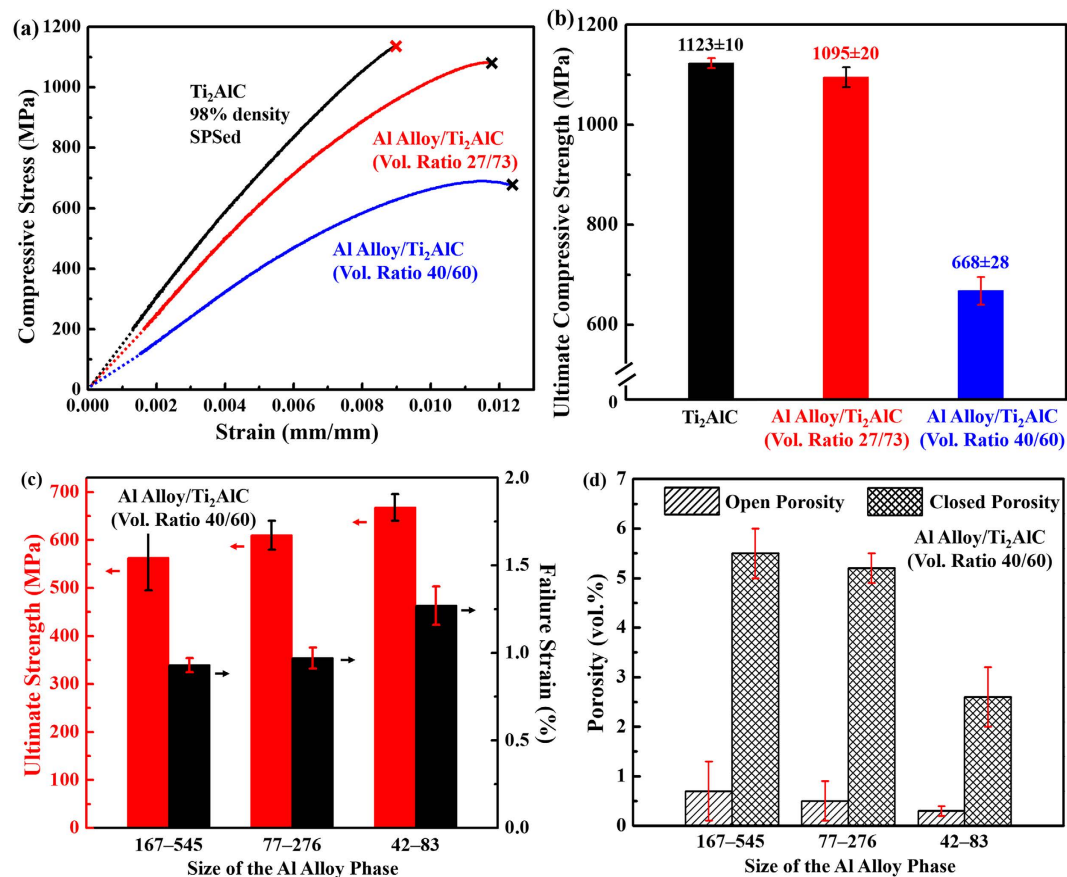 (a)
1200
1000
800
600
400
200
0
Compressive Stress (MPa)
Ti₂AlC
98% density
SPSed
Al Alloy/Ti₂AlC
(Vol. Ratio 27/73)
Al Alloy/Ti₂AlC
(Vol. Ratio 40/60)
0.000 0.002 0.004 0.006 0.008 0.010 0.012
Strain (mm/mm)
(b)
1200
1000
800
600
0
Ultimate Compressive Strength (MPa)
1123±10
1095±20
668±28
Ti₂AlC
Al Alloy/Ti₂AlC
(Vol. Ratio 27/73)
Al Alloy/Ti₂AlC
(Vol. Ratio 40/60)
(c)
700
600
500
400
300
200
100
0
Ultimate Strength (MPa)
Al Alloy/Ti₂AlC
(Vol. Ratio 40/60)
2.0
1.5
1.0
0.5
0.0
Failure Strain (%)
167–545 77–276 42–83
Size of the Al Alloy Phase
(d)
7
6
5
4
3
2
1
0
Porosity (vol.%)
Open Porosity
Closed Porosity
Al Alloy/Ti₂AlC
(Vol. Ratio 40/60)
167–545 77–276 42–83
Size of the Al Alloy Phase